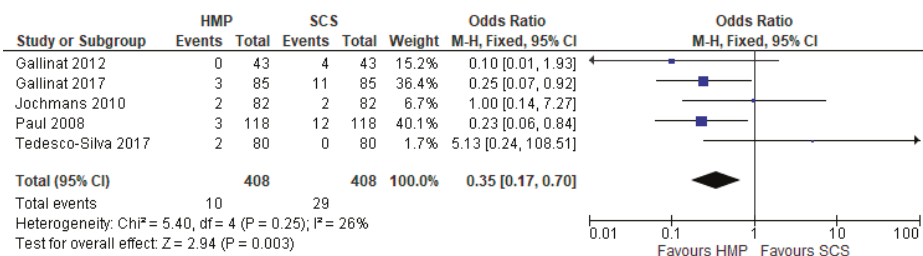 HMP SCS Odds Ratio Odds Ratio
Study or Subgroup Events Total Events Total Weight M-H, Fixed, 95% CI M-H, Fixed, 95% CI
Gallinat 2012 0 43 4 43 15.2% 0.10 [0.01, 1.93]
Gallinat 2017 3 85 11 85 36.4% 0.25 [0.07, 0.92]
Jochmans 2010 2 82 2 82 6.7% 1.00 [0.14, 7.27]
Paul 2008 3 118 12 118 40.1% 0.23 [0.06, 0.84]
Tedesco-Silva 2017 2 80 0 80 1.7% 5.13 [0.24, 108.51]
Total (95% CI) 408 408 100.0% 0.35 [0.17, 0.70]
Total events 10 29
Heterogeneity: Chi² = 5.40, df = 4 (P = 0.25); I² = 26%
Test for overall effect: Z = 2.94 (P = 0.003)
0.01 0.1 1 10 100
Favours HMP Favours SCS